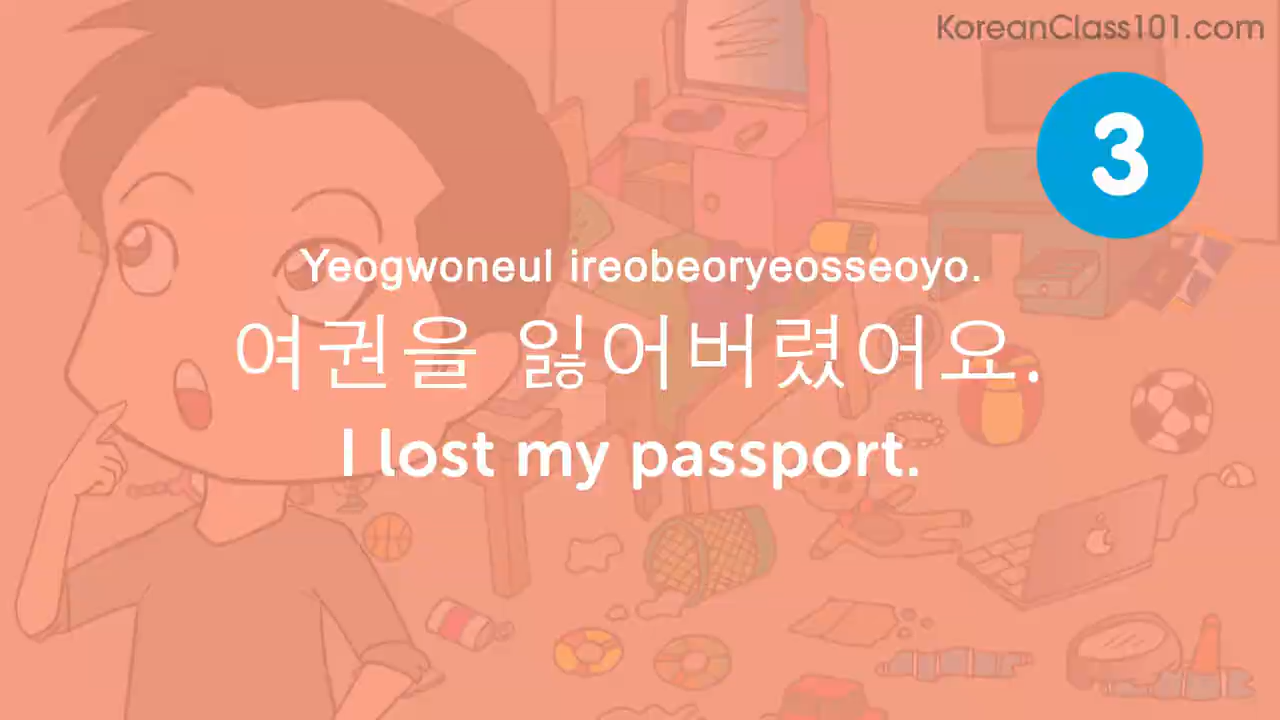 KoreanClass101.com
3
Yeogwoneul ireobeoryeosseoyo.
여권을 잃어버렸어요.
I lost my passport.